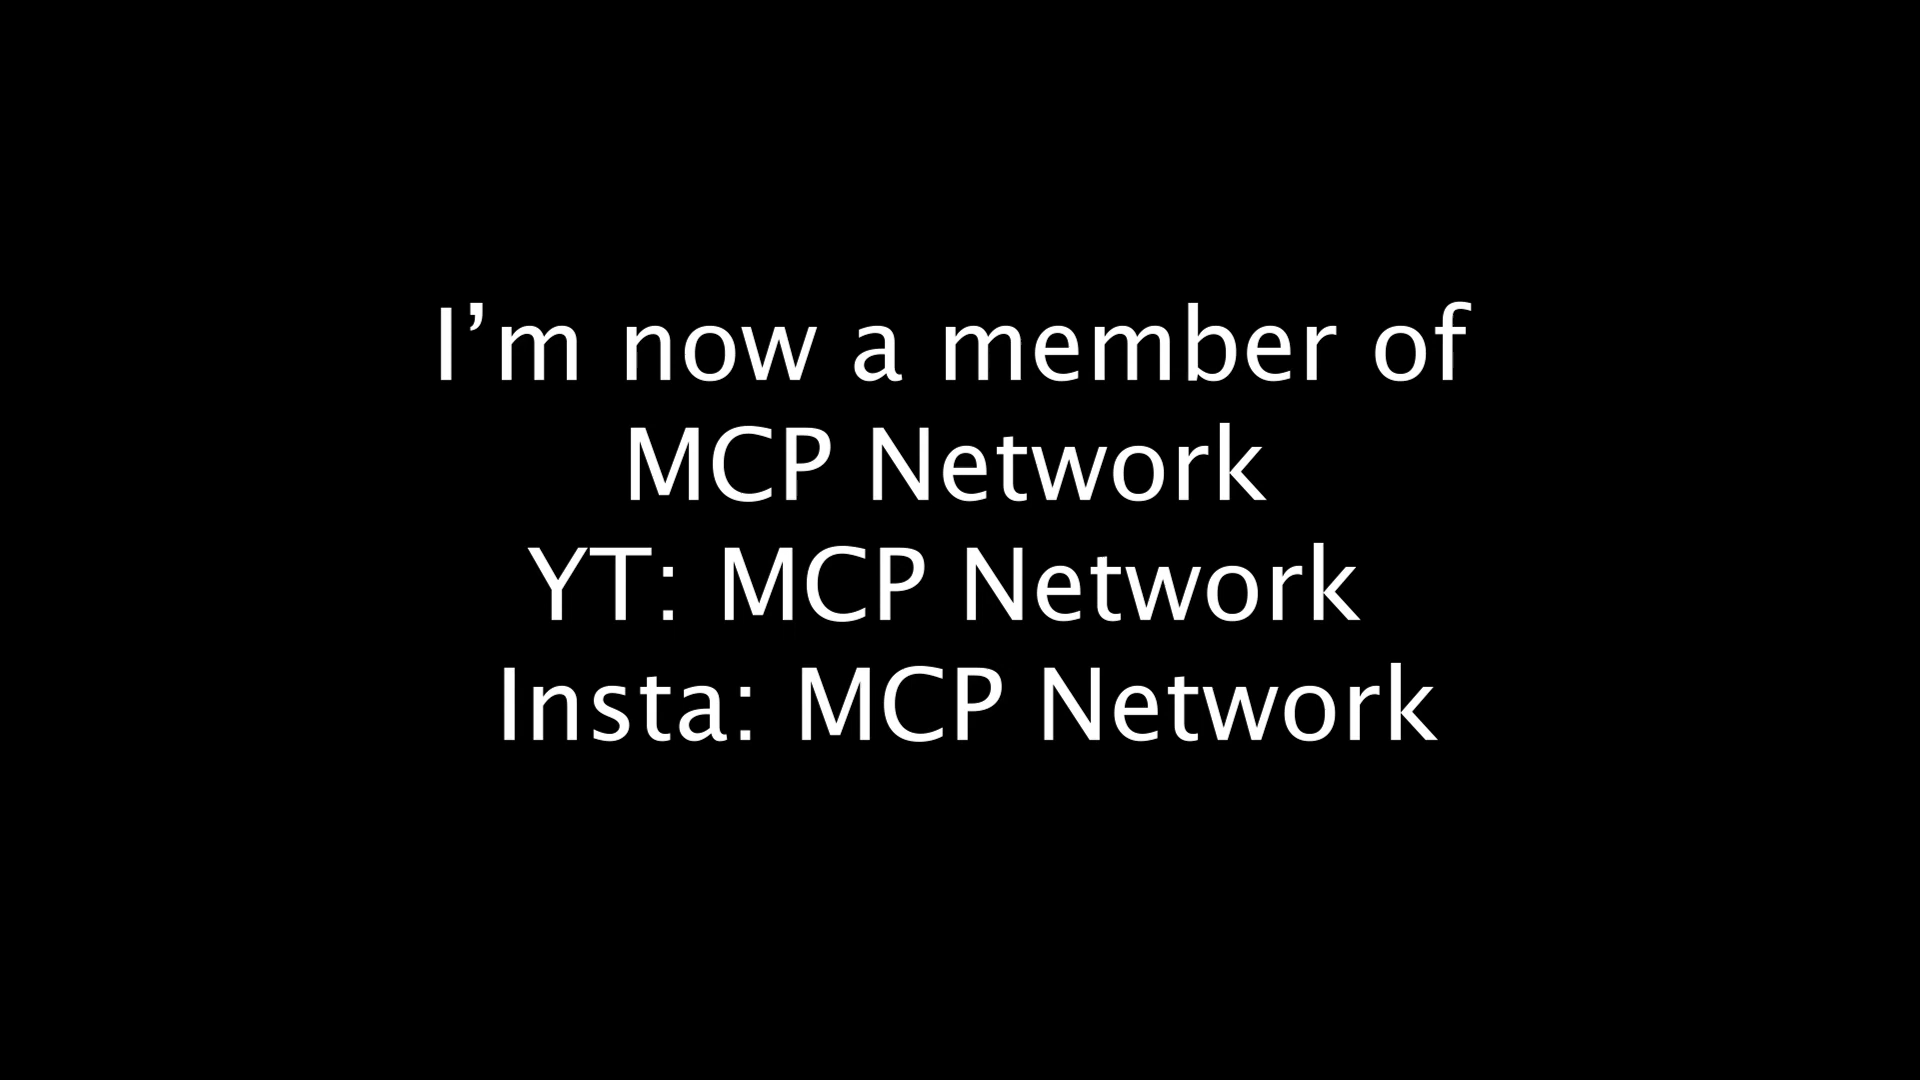 I’m now a member of
MCP Network
YT: MCP Network
Insta: MCP Network